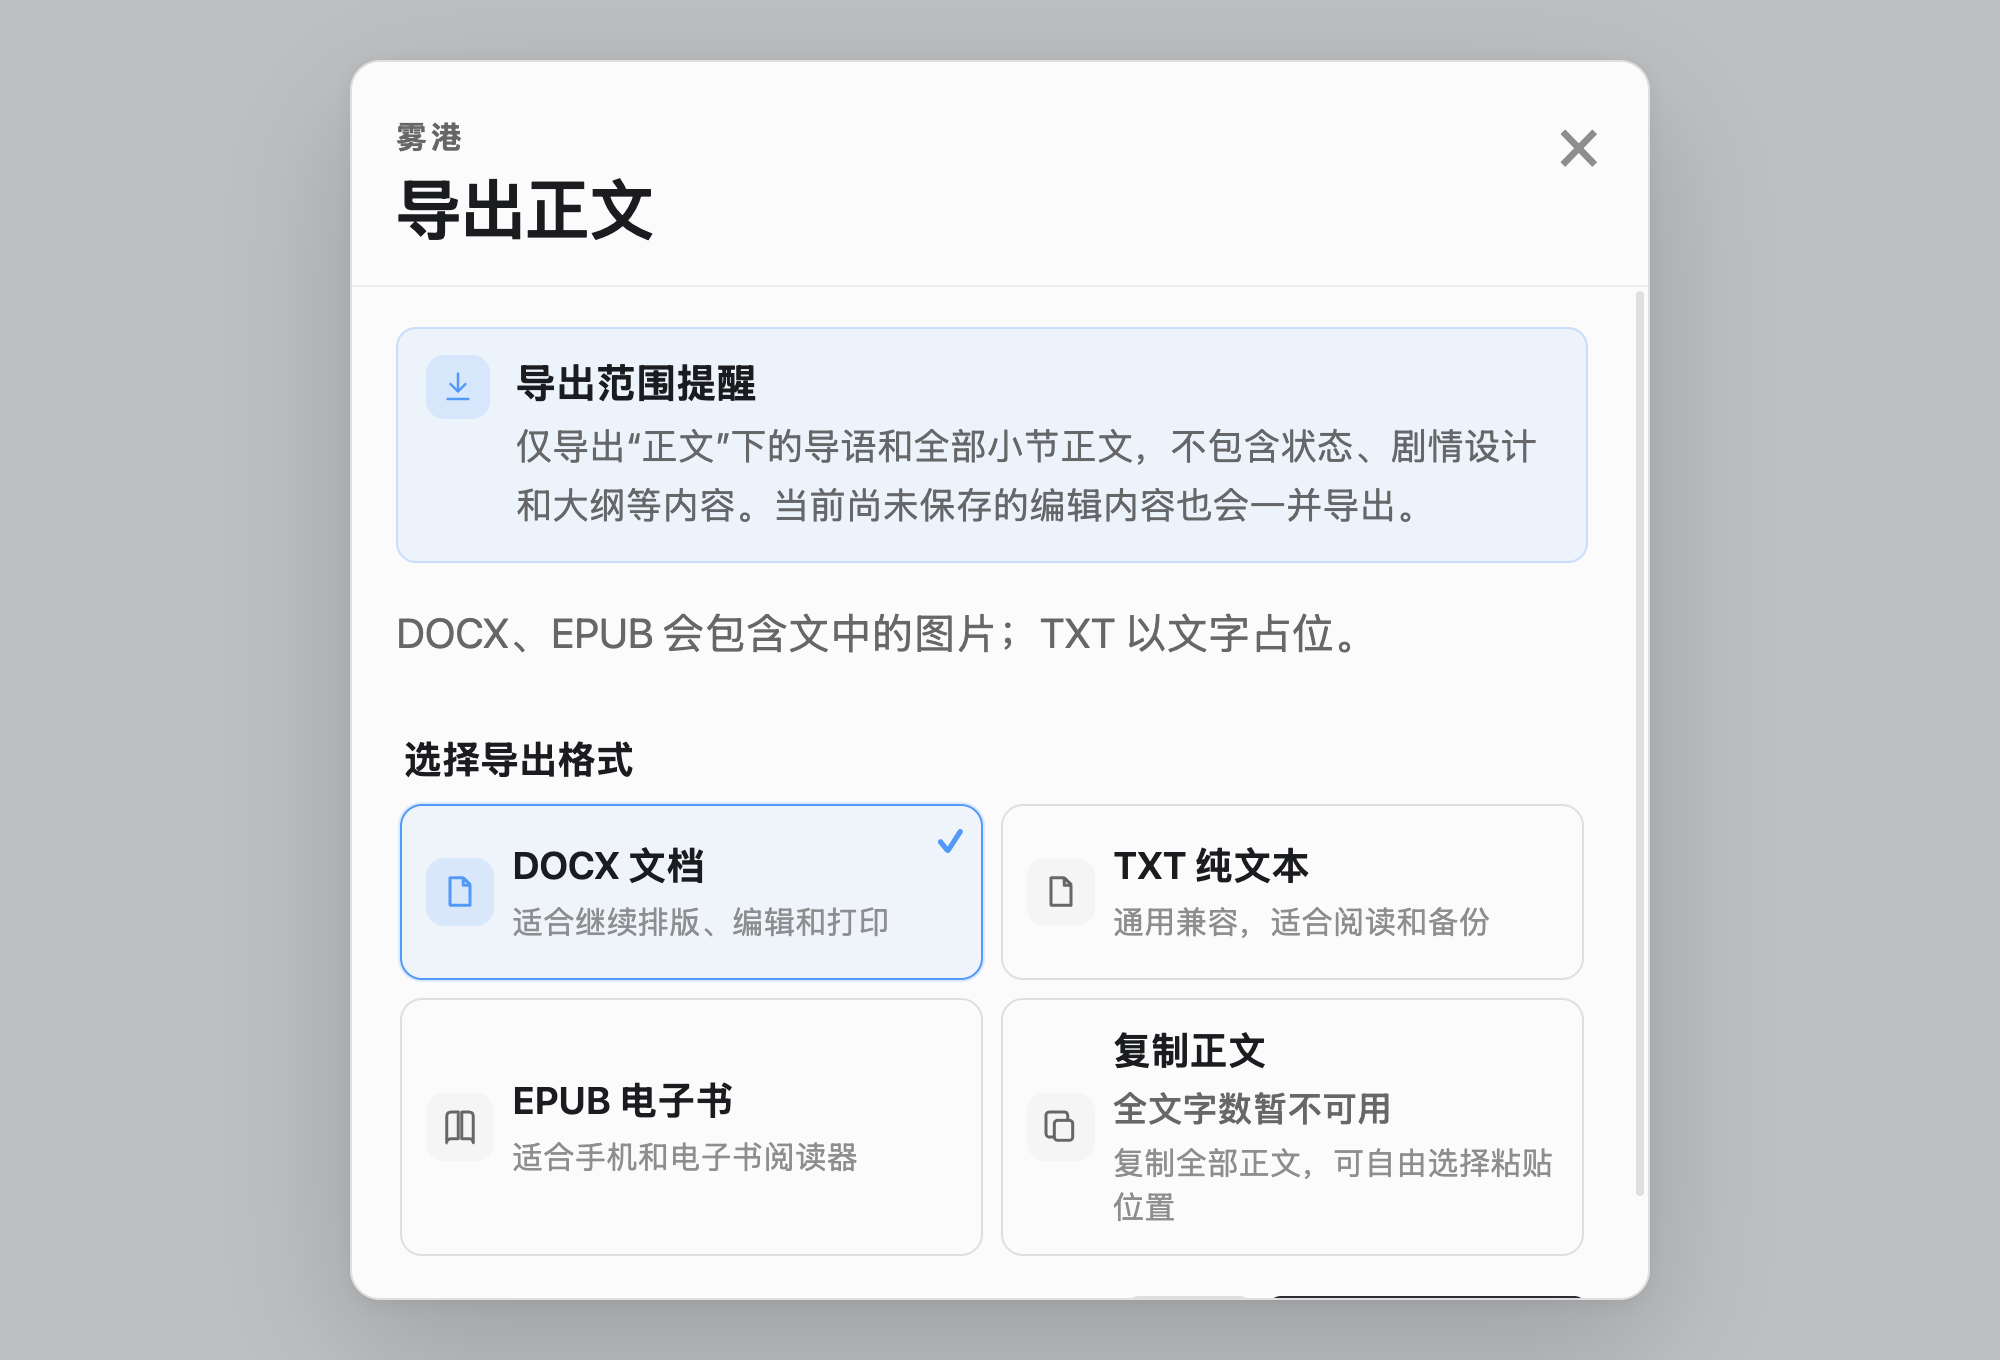 雾港
导出正文
导出范围提醒
仅导出“正文”下的导语和全部小节正文，不包含状态、剧情设计
和大纲等内容。当前尚未保存的编辑内容也会一并导出。
DOCX、EPUB 会包含文中的图片；TXT 以文字占位。
选择导出格式
DOCX 文档
适合继续排版、编辑和打印
TXT 纯文本
通用兼容，适合阅读和备份
EPUB 电子书
适合手机和电子书阅读器
复制正文
全文字数暂不可用
复制全部正文，可自由选择粘贴
位置